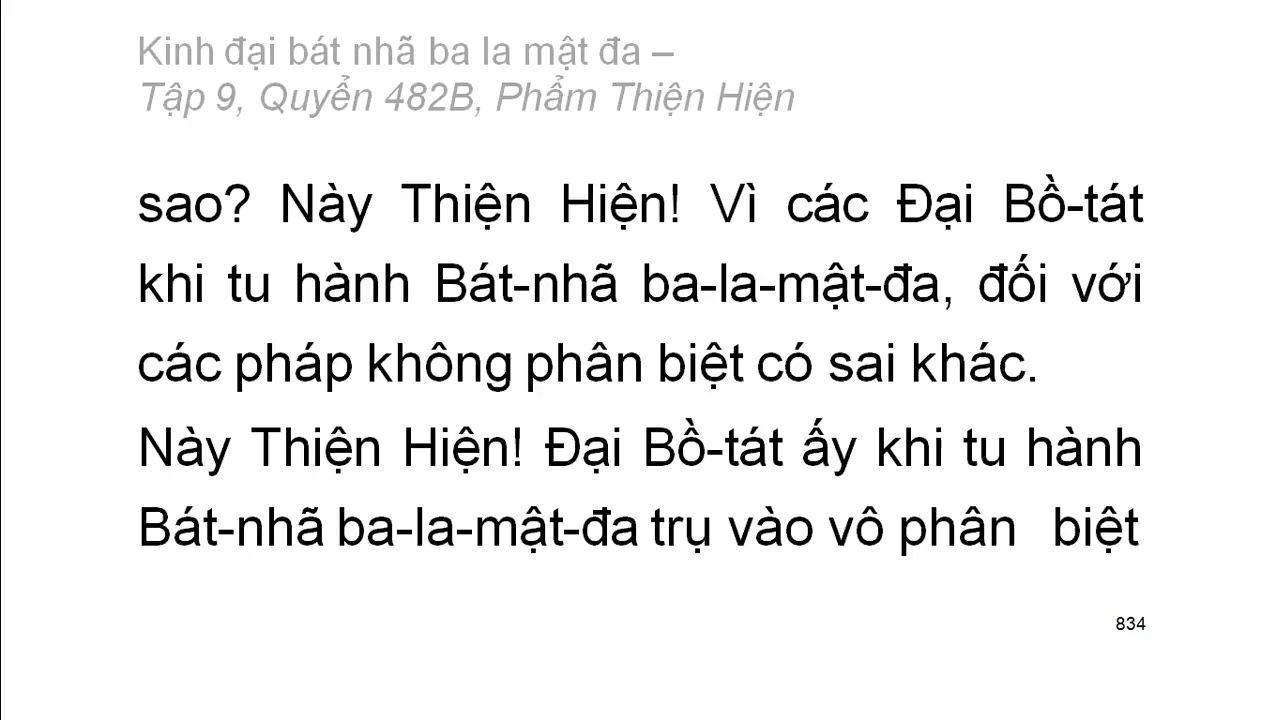 Kinh đại bát nhã ba la mật đa –
Tập 9, Quyển 482B, Phẩm Thiện Hiện
sao? Này Thiện Hiện! Vì các Đại Bồ-tát
khi tu hành Bát-nhã ba-la-mật-đa, đối với
các pháp không phân biệt có sai khác.
Này Thiện Hiện! Đại Bồ-tát ấy khi tu hành
Bát-nhã ba-la-mật-đa trụ vào vô phân biệt
834